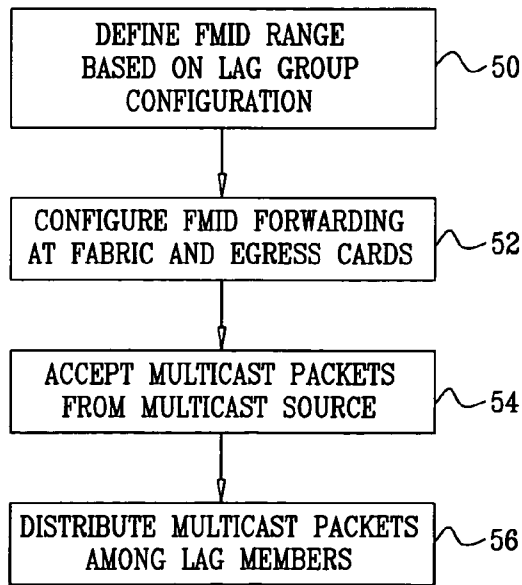 DEFINE FMID RANGE
BASED ON LAG GROUP
CONFIGURATION
50
CONFIGURE FMID FORWARDING
AT FABRIC AND EGRESS CARDS
52
ACCEPT MULTICAST PACKETS
FROM MULTICAST SOURCE
54
DISTRIBUTE MULTICAST PACKETS
AMONG LAG MEMBERS
56